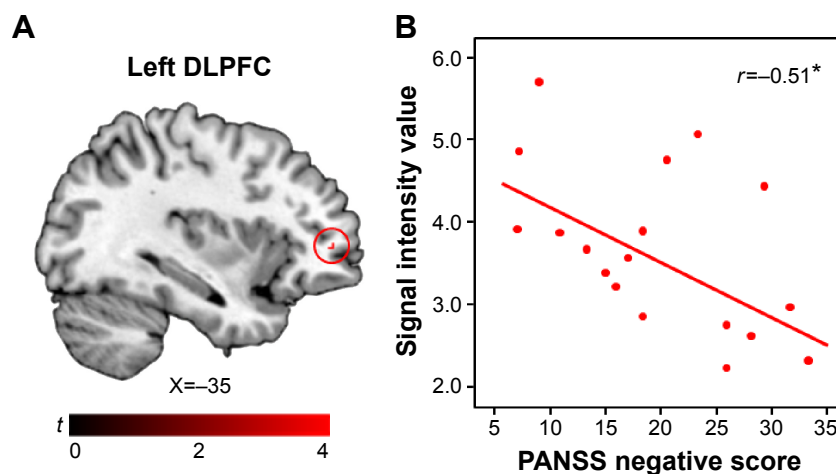 A
Left DLPFC
X=–35
t
0 2 4
B
r=–0.51*
Signal intensity value
6.0
5.0
4.0
3.0
2.0
5 10 15 20 25 30 35
PANSS negative score